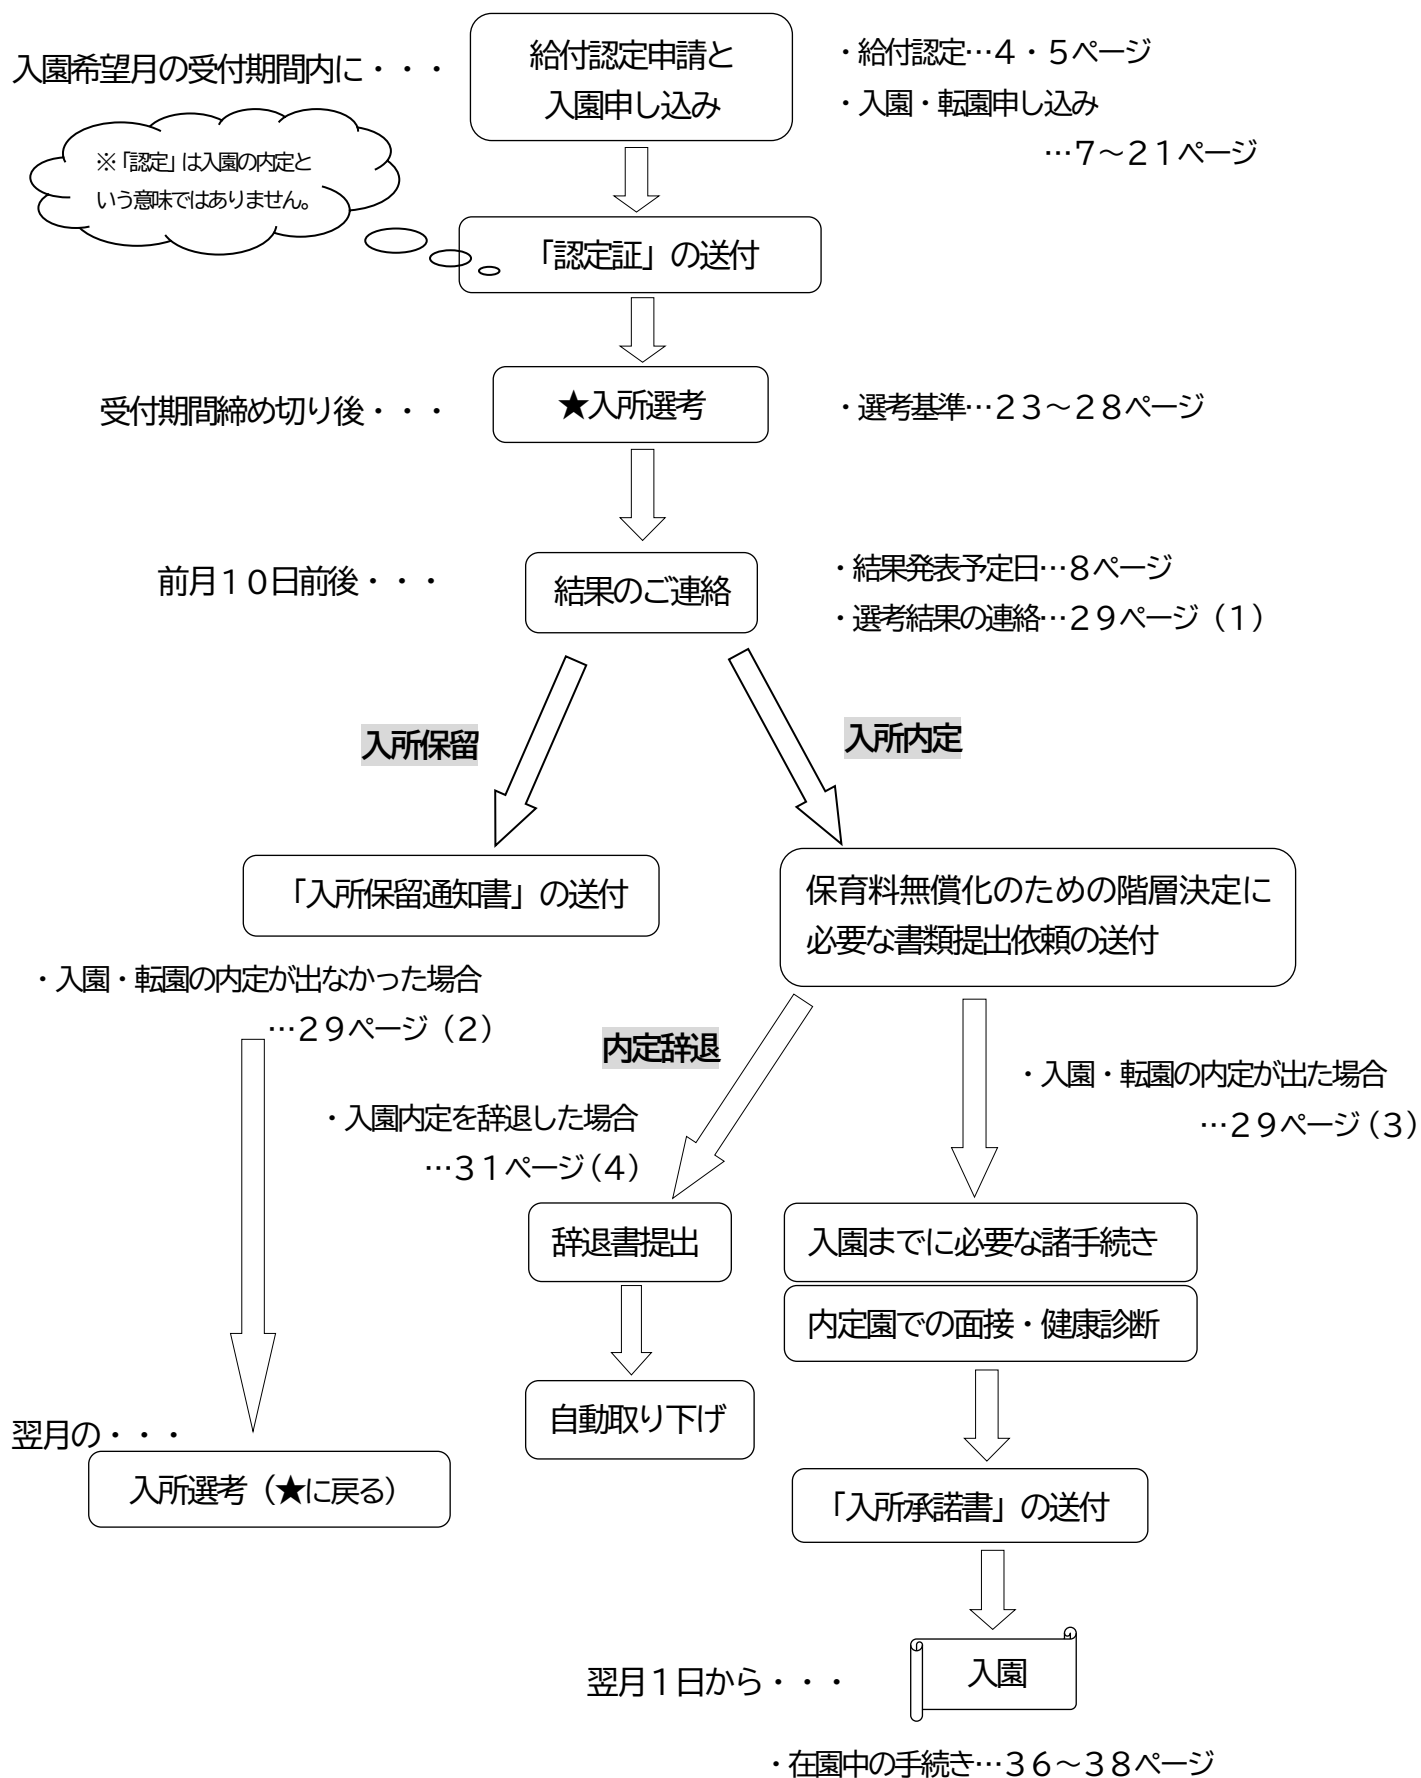 入園希望月の受付期間内に・・・
給付認定申請と
入園申し込み
・給付認定…４・５ページ
・入園・転園申し込み
…７～２１ページ
※「認定」は入園の内定と
いう意味ではありません。
「認定証」の送付
受付期間締め切り後・・・
★入所選考
・選考基準…２３～２８ページ
前月１０日前後・・・
結果のご連絡
・結果発表予定日…８ページ
・選考結果の連絡…２９ページ（１）
入所保留
入所内定
「入所保留通知書」の送付
保育料無償化のための階層決定に
必要な書類提出依頼の送付
・入園・転園の内定が出なかった場合
…２９ページ（２）
内定辞退
・入園・転園の内定が出た場合
…２９ページ（３）
・入園内定を辞退した場合
…３１ページ（４）
辞退書提出
入園までに必要な諸手続き
内定園での面接・健康診断
自動取り下げ
翌月の・・・
入所選考（★に戻る）
「入所承諾書」の送付
翌月１日から・・・
入園
・在園中の手続き…３６～３８ページ